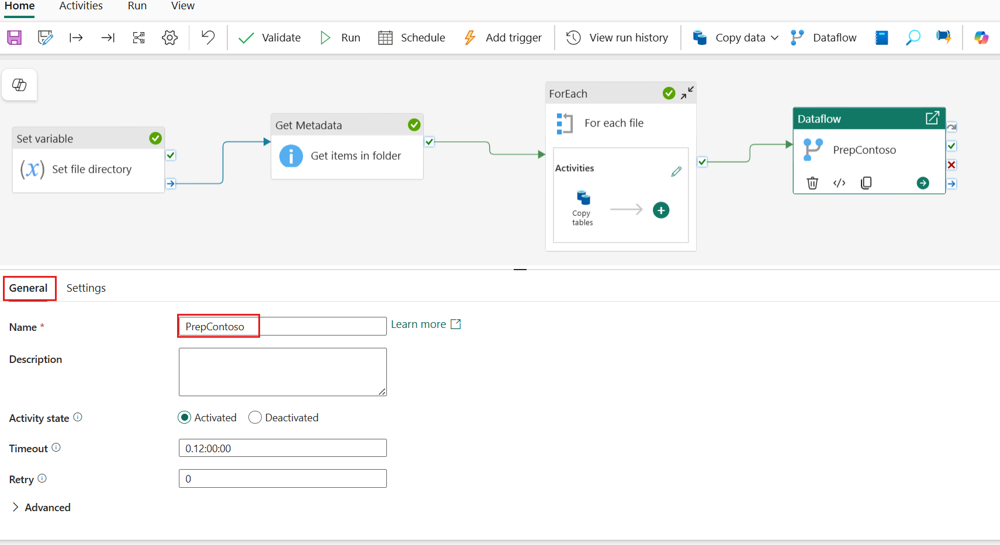 Home Activities Run View
Validate Run Schedule Add trigger View run history Copy data Dataflow
Set variable
(x) Set file directory
Get Metadata
Get items in folder
ForEach
For each file
Activities
Copy
tables
Dataflow
PrepContoso
General Settings
Name * PrepContoso Learn more
Description
Activity state Activated Deactivated
Timeout 0.12:00:00
Retry 0
Advanced